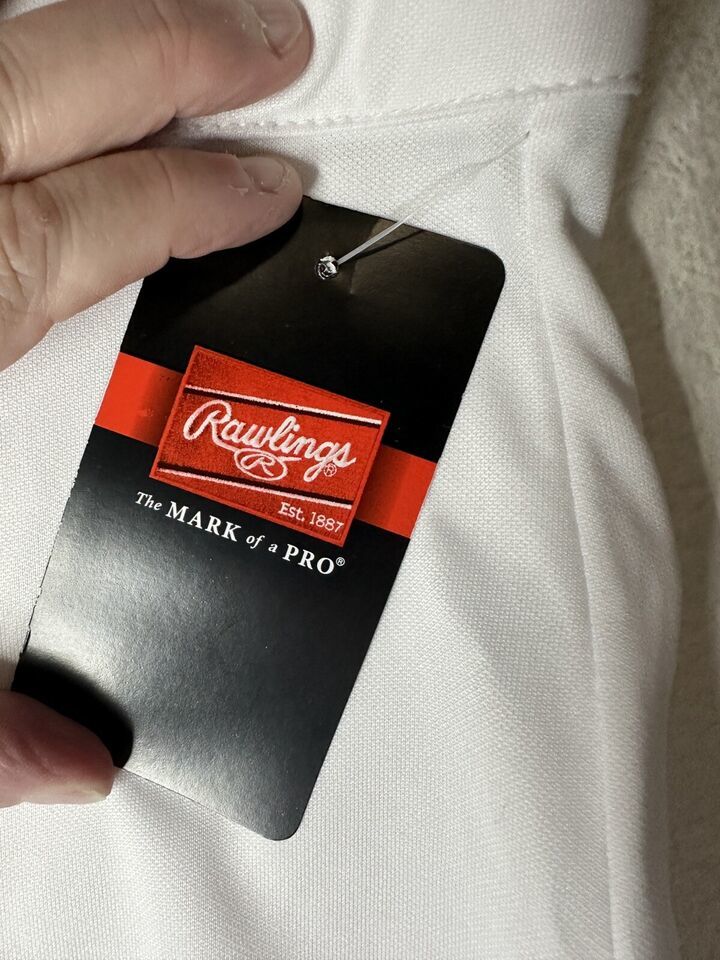 Rawlings®
R
Est. 1887
The MARK of a PRO®